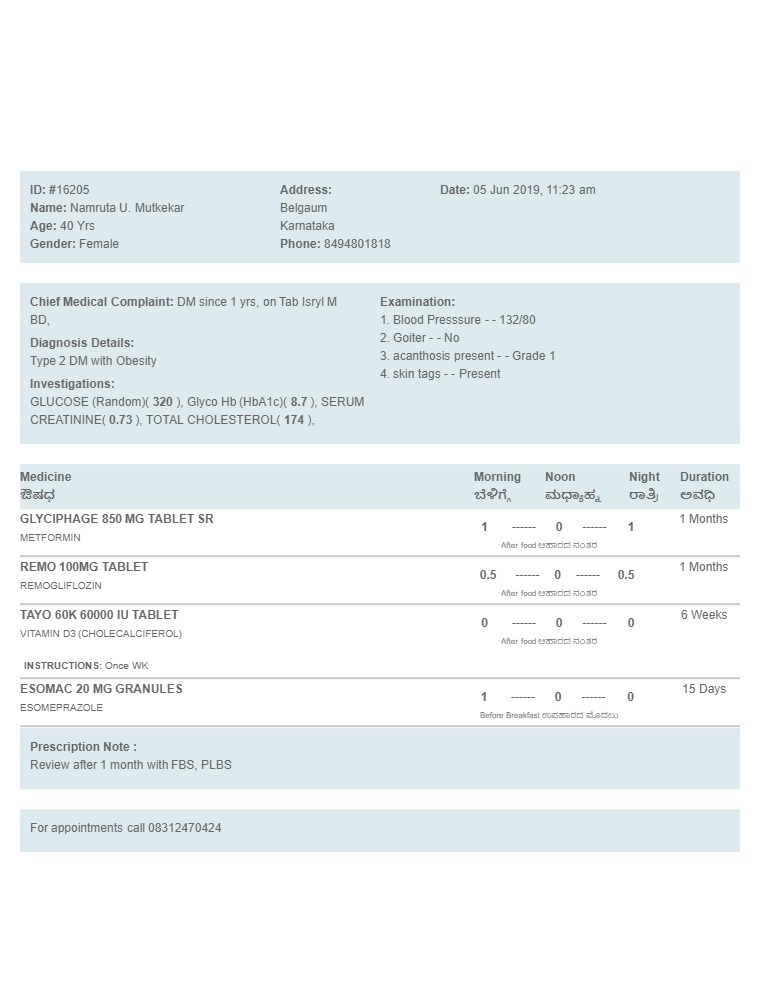 ID: #16205
Name: Namruta U. Mutkekar
Age: 40 Yrs
Gender: Female
Address:
Belgaum
Karnataka
Phone: 8494801818
Date: 05 Jun 2019, 11:23 am
Chief Medical Complaint: DM since 1 yrs, on Tab Isryl M
BD,
Diagnosis Details:
Type 2 DM with Obesity
Investigations:
GLUCOSE (Random)( 320 ), Glyco Hb (HbA1c)( 8.7 ), SERUM
CREATININE( 0.73 ), TOTAL CHOLESTEROL( 174 ),
Examination:
1. Blood Presssure - - 132/80
2. Goiter - - No
3. acanthosis present - - Grade 1
4. skin tags - - Present
Medicine Morning Noon Night Duration
ಔಷಧ ಬೆಳಿಗ್ಗೆ ಮಧ್ಯಾಹ್ನ ರಾತ್ರಿ ಅವಧಿ
GLYCIPHAGE 850 MG TABLET SR 1 ------ 0 ------ 1 1 Months
METFORMIN
After food ಆಹಾರದ ನಂತರ
REMO 100MG TABLET 0.5 ------ 0 ------ 0.5 1 Months
REMOGLIFLOZIN
After food ಆಹಾರದ ನಂತರ
TAYO 60K 60000 IU TABLET 0 ------ 0 ------ 0 6 Weeks
VITAMIN D3 (CHOLECALCIFEROL)
After food ಆಹಾರದ ನಂತರ
INSTRUCTIONS: Once WK
ESOMAC 20 MG GRANULES 1 ------ 0 ------ 0 15 Days
ESOMEPRAZOLE
Before Breakfast ಉಪಹಾರದ ಮೊದಲು
Prescription Note :
Review after 1 month with FBS, PLBS
For appointments call 08312470424